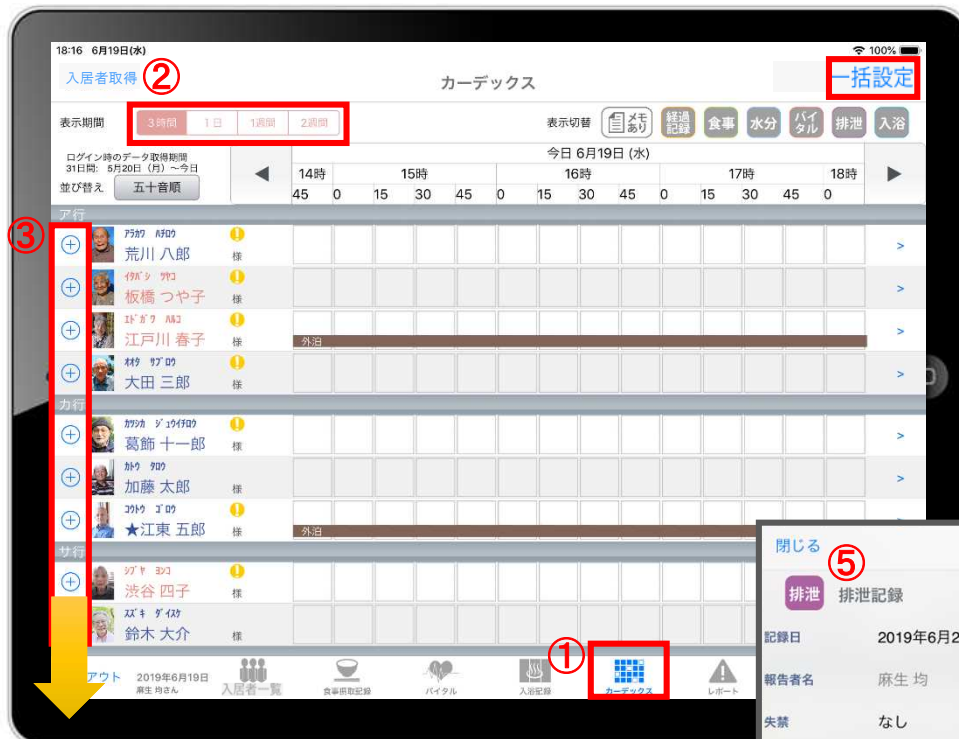 18:16 6月19日(水) 100%
入居者取得 ② カーデックス 一括設定
表示期間 3時間 1日 1週間 2週間 表示切替 メモあり 経過記録 食事 水分 バイタル 排泄 入浴
ログイン時のデータ取得期間
31日間: 5月20日（月）～今日
今日 6月19日 (水)
並び替え 五十音順 ◀ 14時 15時 16時 17時 18時 ▶
45 0 15 30 45 0 15 30 45 0 15 30 45 0
ア行
③
アラカワ ハチロウ
荒川 八郎 様 >
イタバシ ツヤコ
板橋 つや子 様 >
エドガワ ハルコ
江戸川 春子 様 外泊 >
オオタ サブロウ
大田 三郎 様 >
カ行
カツシカ ジュウイチロウ
葛飾 十一郎 様 >
カトウ タロウ
加藤 太郎 様 >
コウトウ ゴロウ
★江東 五郎 様 外泊
サ行
シブヤ ヨンコ
渋谷 四子 様
スズキ ダイスケ
鈴木 大介 様
閉じる ⑤
排泄 排泄記録
記録日 2019年6月2
報告者名 麻生 均
失禁 なし
①
アウト 2019年6月19日
麻生 均さん
入居者一覧 食事摂取記録 バイタル 入浴記録 カーデックス レポート